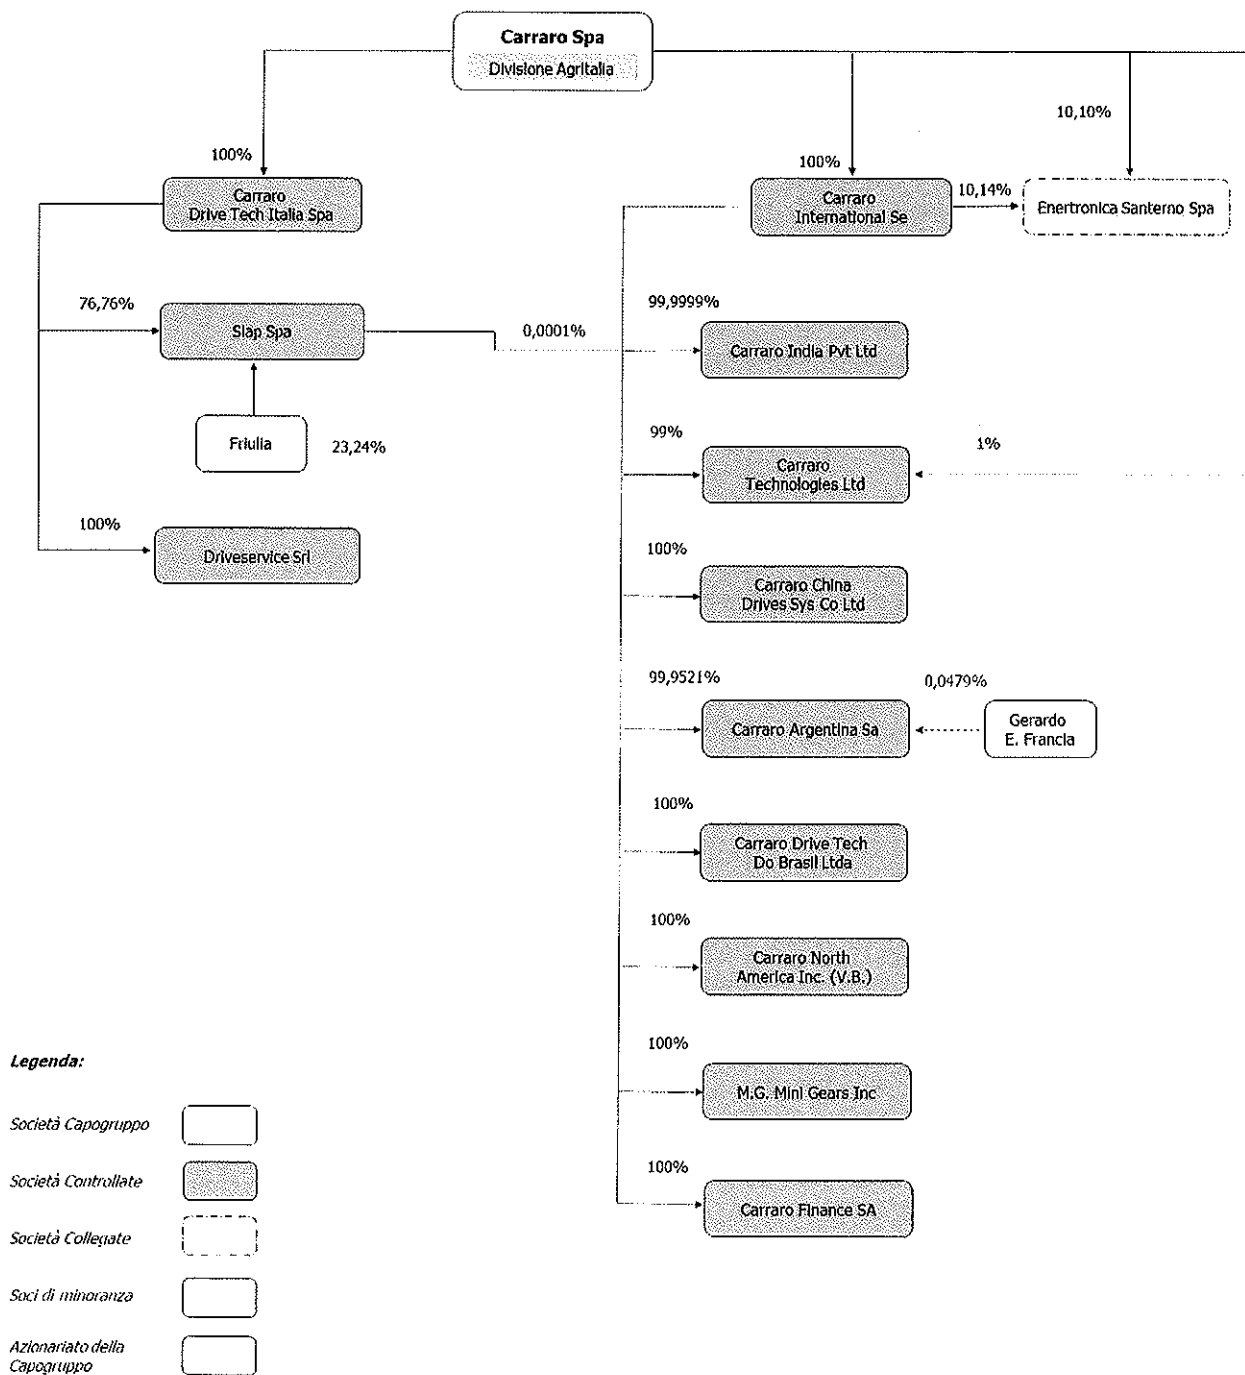 Carraro Spa
Divisione Agritalia
10,10%
100%
100%
Carraro
Drive Tech Italia Spa
Carraro
International Se
10,14%
Enertronica Santerno Spa
76,76%
Siap Spa
0,0001%
99,9999%
Carraro India Pvt Ltd
Friulia
23,24%
99%
Carraro
Technologies Ltd
1%
100%
Driveservice Srl
100%
Carraro China
Drives Sys Co Ltd
99,9521%
Carraro Argentina Sa
0,0479%
Gerardo
E. Francia
100%
Carraro Drive Tech
Do Brasil Ltda
100%
Carraro North
America Inc. (V.B.)
100%
M.G. Mini Gears Inc
100%
Carraro Finance SA
Legenda:
Società Capogruppo
Società Controllate
Società Collegate
Soci di minoranza
Azionariato della
Capogruppo